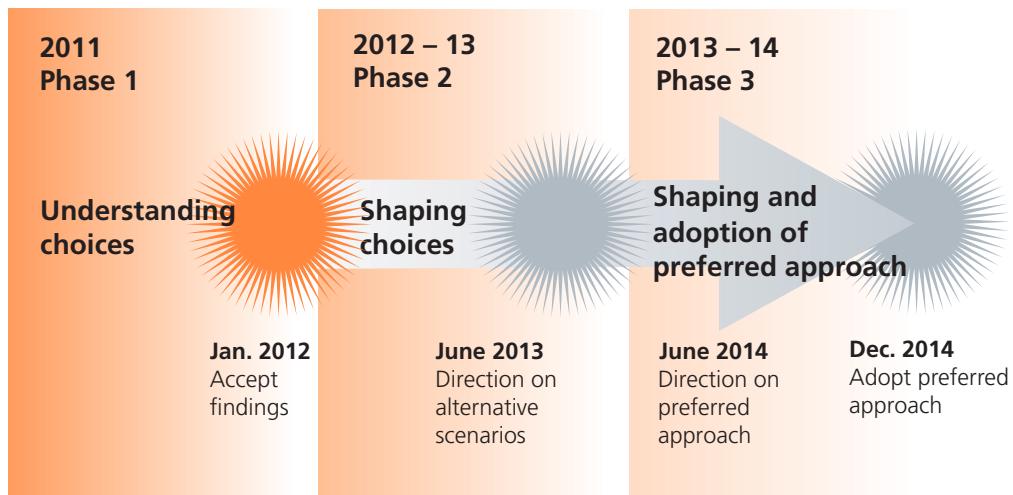 2011
Phase 1
2012 – 13
Phase 2
2013 – 14
Phase 3
Understanding
choices
Shaping
choices
Shaping and
adoption of
preferred approach
Jan. 2012
Accept
findings
June 2013
Direction on
alternative
scenarios
June 2014
Direction on
preferred
approach
Dec. 2014
Adopt preferred
approach